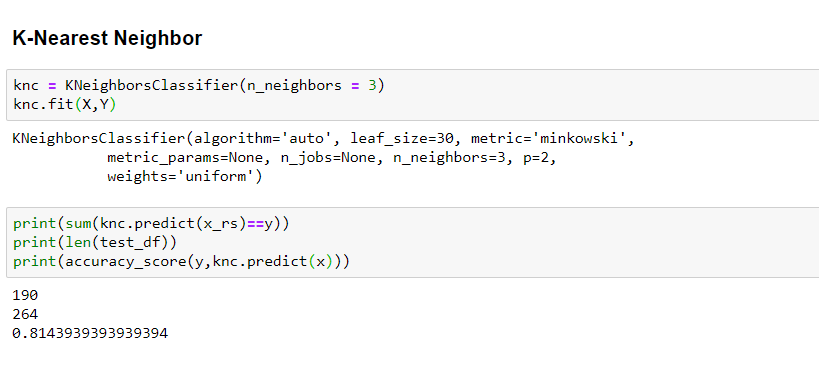 K-Nearest Neighbor
knc = KNeighborsClassifier(n_neighbors = 3)
knc.fit(X,Y)
KNeighborsClassifier(algorithm='auto', leaf_size=30, metric='minkowski',
metric_params=None, n_jobs=None, n_neighbors=3, p=2,
weights='uniform')
print(sum(knc.predict(x_rs)==y))
print(len(test_df))
print(accuracy_score(y,knc.predict(x)))
190
264
0.8143939393939394